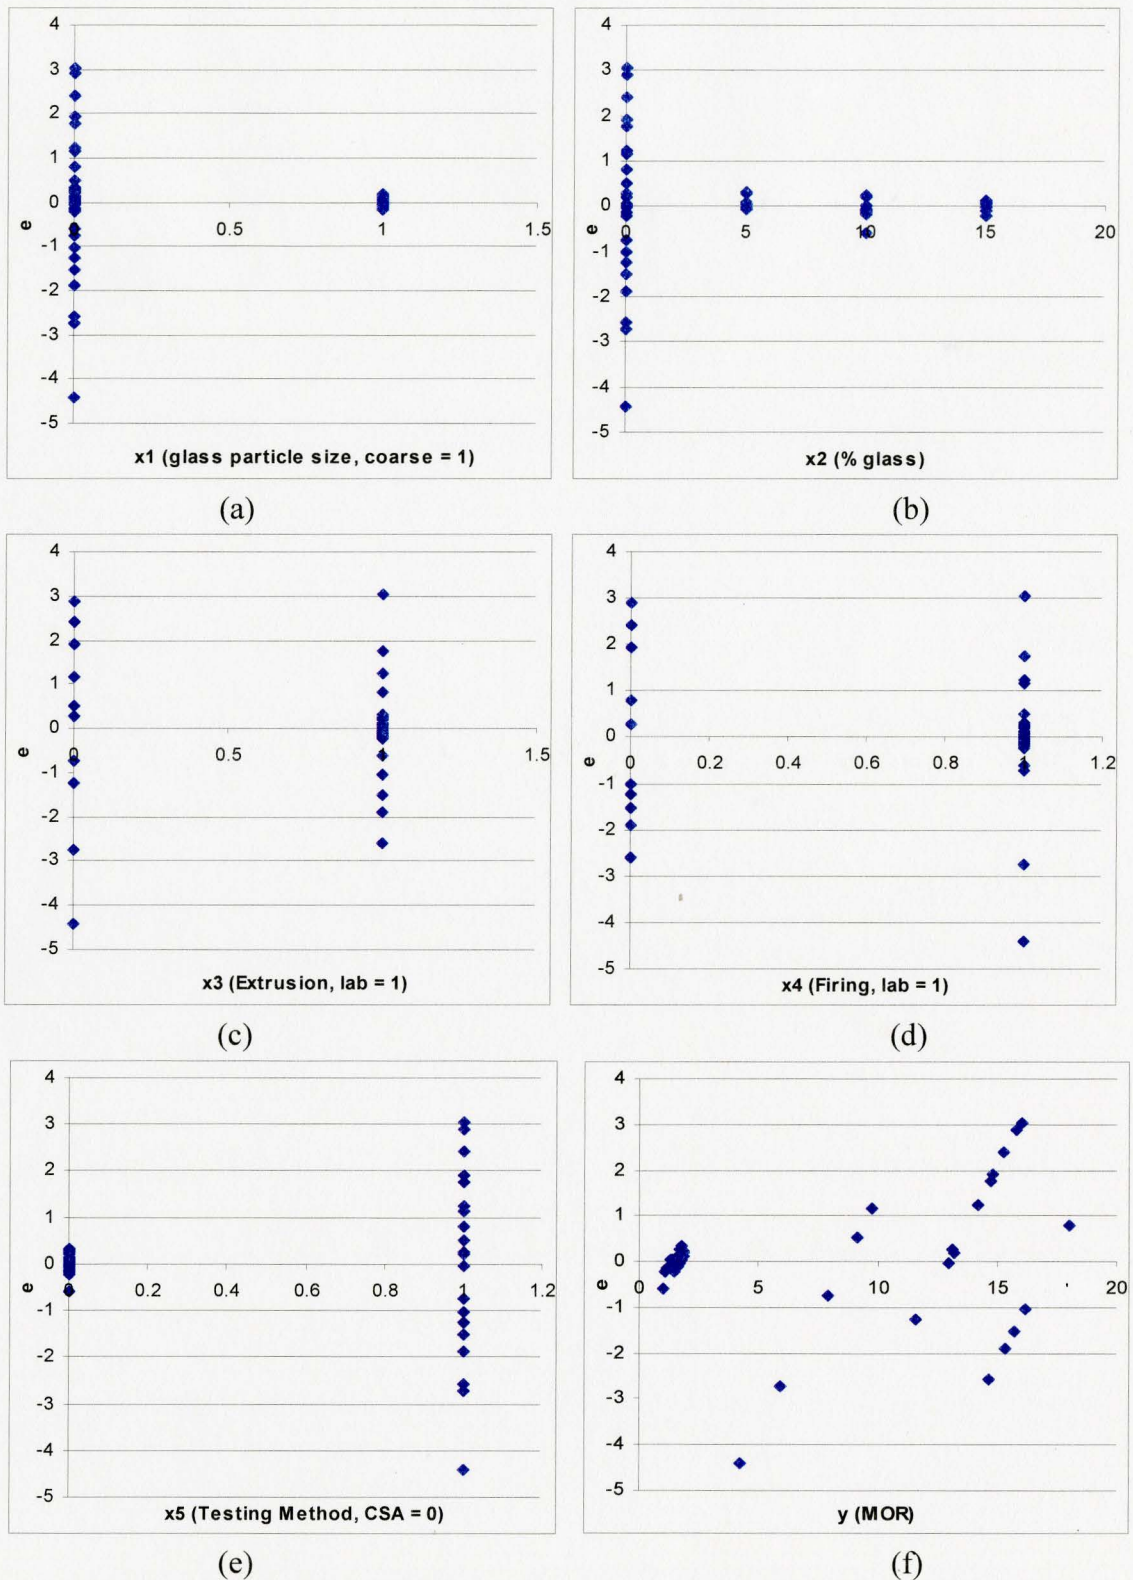 4
3
2
1
0
-1
-2
-3
-4
-5
e
0 0.5 1 1.5
x1 (glass particle size, coarse = 1)
(a)
4
3
2
1
0
-1
-2
-3
-4
-5
e
0 5 10 15 20
x2 (% glass)
(b)
4
3
2
1
0
-1
-2
-3
-4
-5
e
0 0.5 1 1.5
x3 (Extrusion, lab = 1)
(c)
4
3
2
1
0
-1
-2
-3
-4
-5
e
0 0.2 0.4 0.6 0.8 1 1.2
x4 (Firing, lab = 1)
(d)
4
3
2
1
0
-1
-2
-3
-4
-5
e
0 0.2 0.4 0.6 0.8 1 1.2
x5 (Testing Method, CSA = 0)
(e)
4
3
2
1
0
-1
-2
-3
-4
-5
e
0 5 10 15 20
y (MOR)
(f)